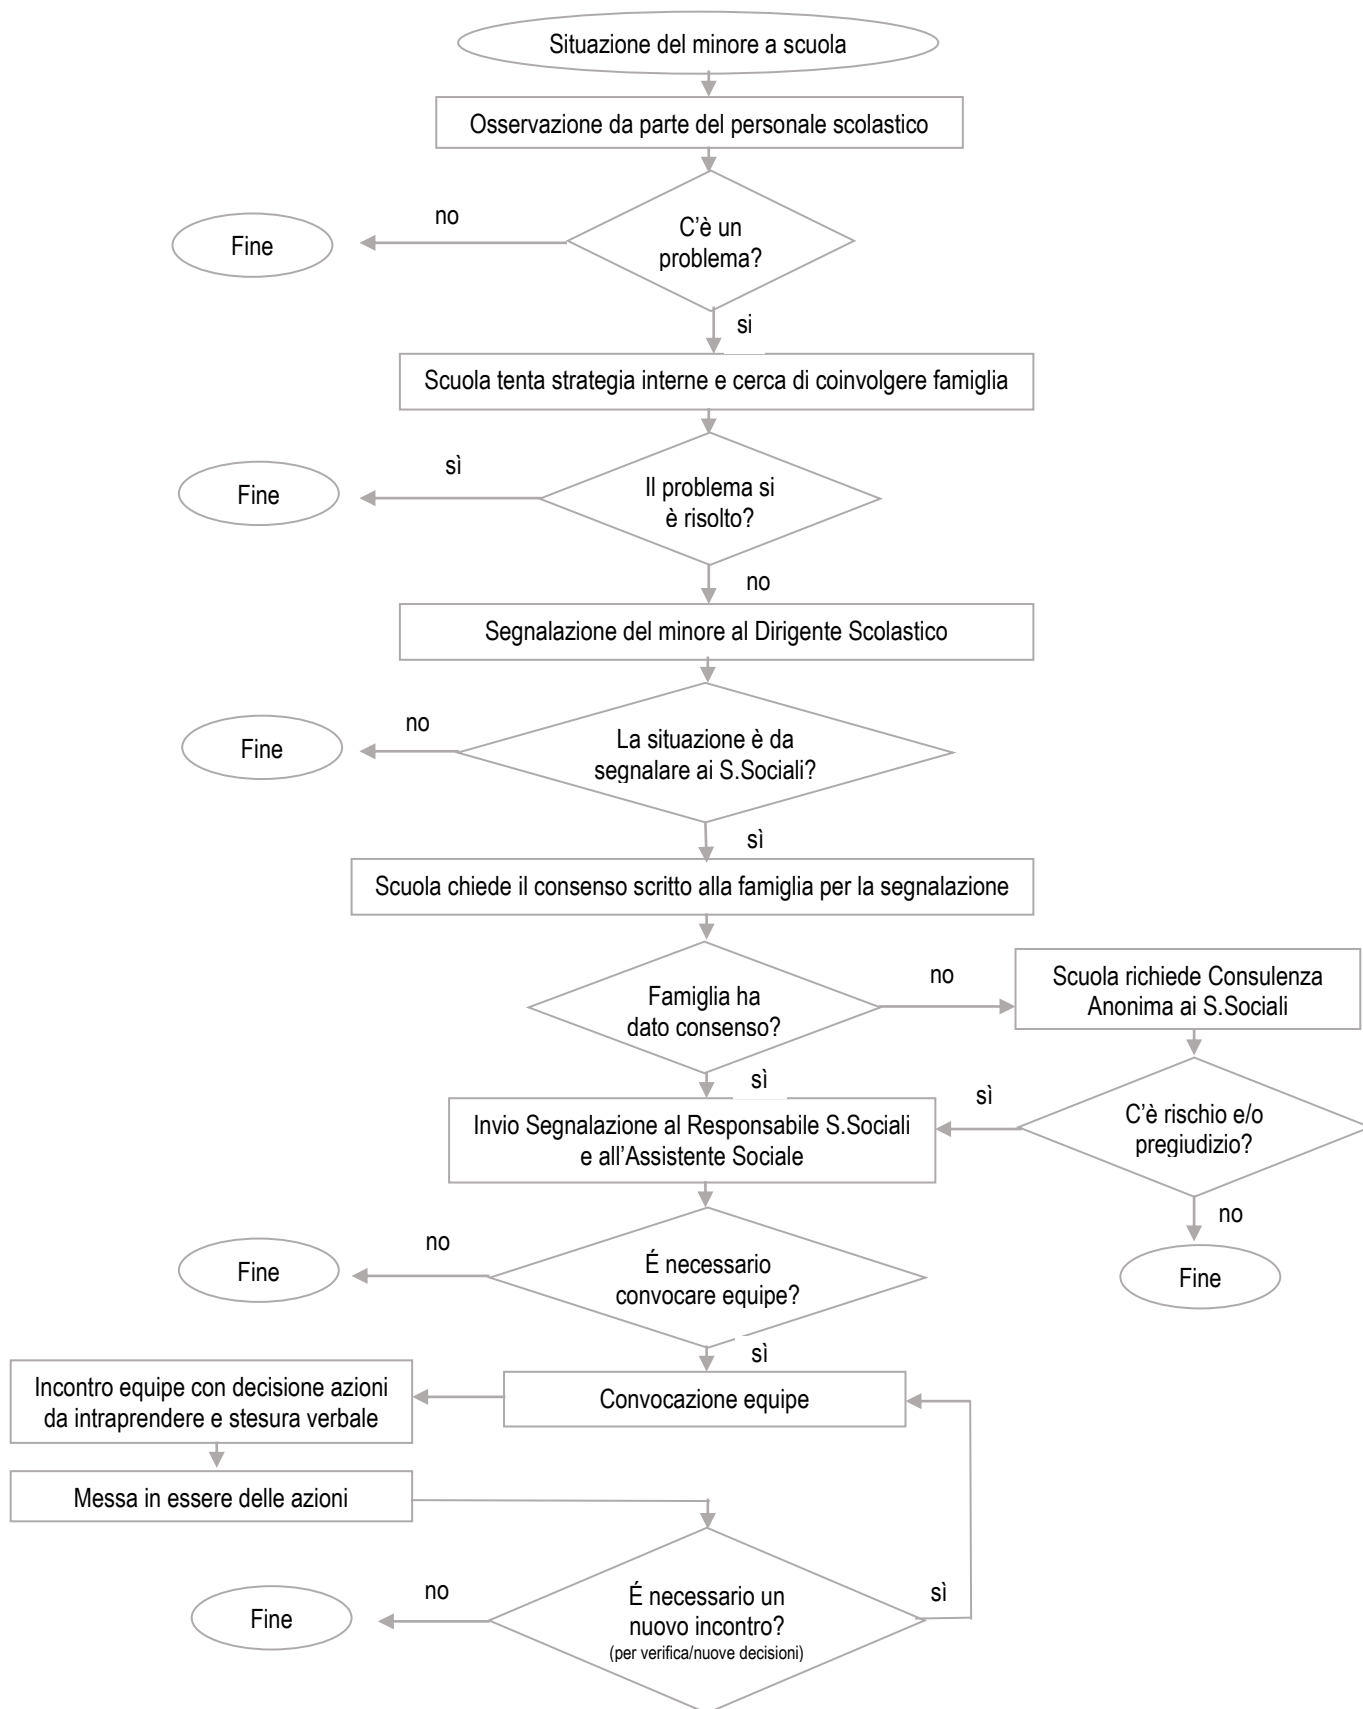 Situazione del minore a scuola
Osservazione da parte del personale scolastico
no
Fine
C'è un
problema?
si
Scuola tenta strategia interne e cerca di coinvolgere famiglia
sì
Fine
Il problema si
è risolto?
no
Segnalazione del minore al Dirigente Scolastico
no
Fine
La situazione è da
segnalare ai S.Sociali?
sì
Scuola chiede il consenso scritto alla famiglia per la segnalazione
Famiglia ha
dato consenso?
no
Scuola richiede Consulenza
Anonima ai S.Sociali
sì
sì
C'è rischio e/o
pregiudizio?
Invio Segnalazione al Responsabile S.Sociali
e all'Assistente Sociale
no
Fine
no
Fine
É necessario
convocare equipe?
sì
Convocazione equipe
Incontro equipe con decisione azioni
da intraprendere e stesura verbale
Messa in essere delle azioni
no
Fine
É necessario un
nuovo incontro?
(per verifica/nuove decisioni)
sì